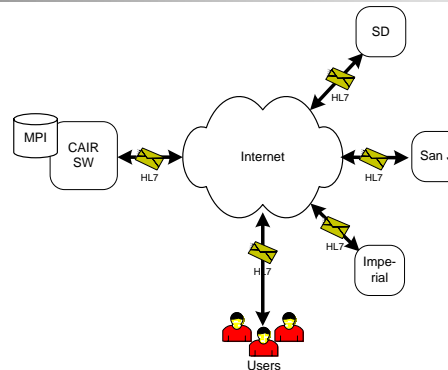 SD
HL7
MPI
CAIR
SW
HL7
Internet
HL7
San
HL7
Impe-
rial
HL7
Users